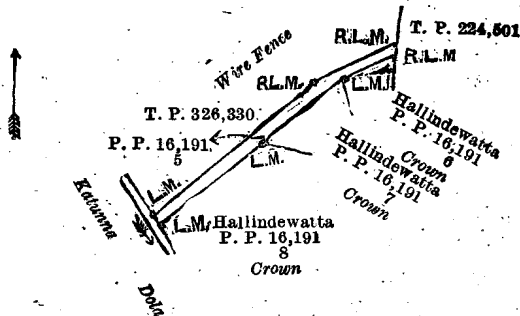 T. P. 224,501
R.L.M.
R.L.M
Wire Fence
R.L.M.
L.M.
T. P. 326,330
P. P. 16,191
5
L.M.
Hallindewatta
P. P. 16,191
6
Crown
Hallindewatta
P. P. 16,191
7
Crown
L.M.
L.M.
Hallindewatta
P. P. 16,191
8
Crown
Katunna
Dola